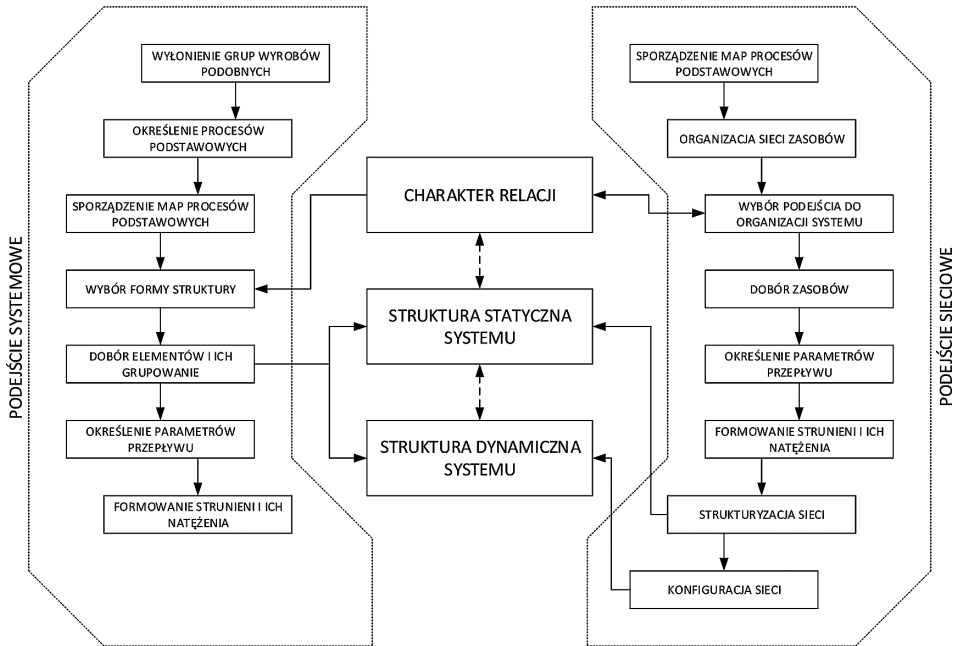 PODEJŚCIE SYSTEMOWE
WYŁONIENIE GRUP WYROBÓW
PODOBNYCH
OKREŚLENIE PROCESÓW
PODSTAWOWYCH
SPORZĄDZENIE MAP PROCESÓW
PODSTAWOWYCH
WYBÓR FORMY STRUKTURY
DOBÓR ELEMENTÓW I ICH
GRUPOWANIE
OKREŚLENIE PARAMETRÓW
PRZEPŁYWU
FORMOWANIE STRUNIENI I ICH
NATĘŻENIA
CHARAKTER RELACJI
STRUKTURA STATYCZNA
SYSTEMU
STRUKTURA DYNAMICZNA
SYSTEMU
SPORZĄDZENIE MAP PROCESÓW
PODSTAWOWYCH
ORGANIZACJA SIECI ZASOBÓW
WYBÓR PODEJŚCIA DO
ORGANIZACJI SYSTEMU
DOBÓR ZASOBÓW
OKREŚLENIE PARAMETRÓW
PRZEPŁYWU
FORMOWANIE STRUNIENI I ICH
NATĘŻENIA
STRUKTURYZACJA SIECI
KONFIGURACJA SIECI
PODEJŚCIE SIECIOWE